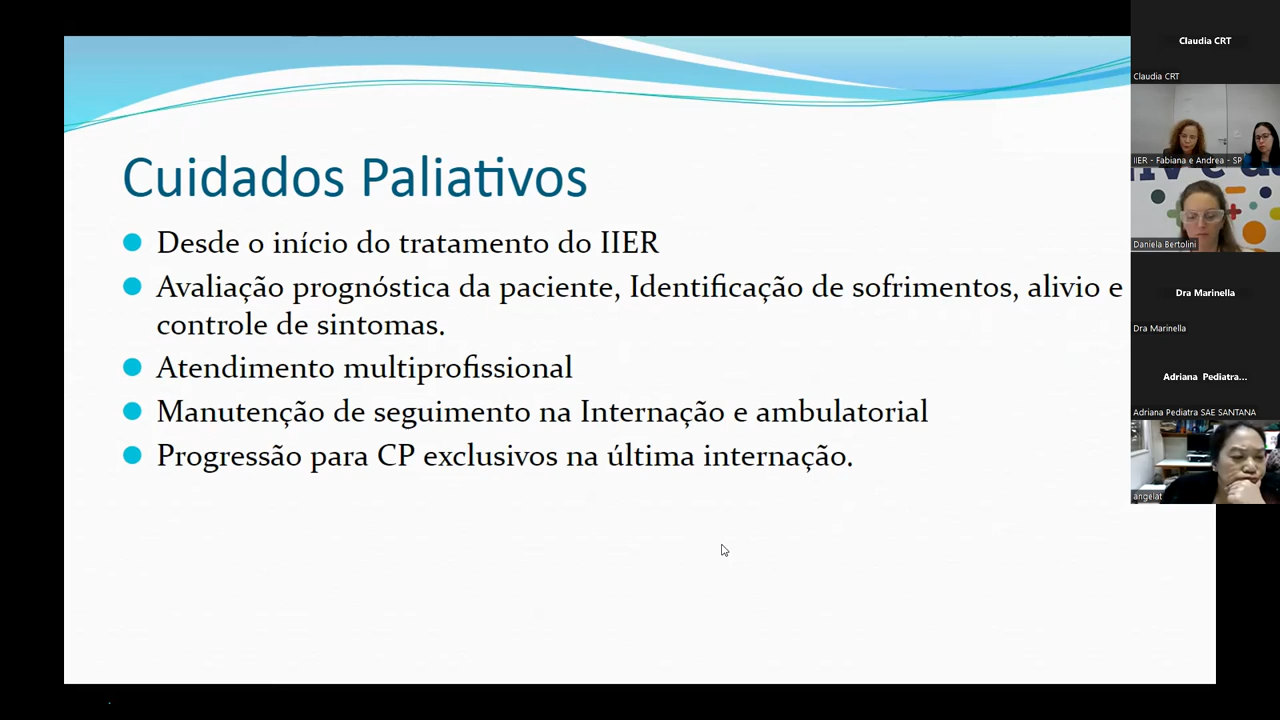 Cuidados Paliativos
Desde o início do tratamento do IIER
Avaliação prognóstica da paciente, Identificação de sofrimentos, alivio e
controle de sintomas.
Atendimento multiprofissional
Manutenção de seguimento na Internação e ambulatorial
Progressão para CP exclusivos na última internação.
Claudia CRT
Claudia CRT
IIER - Fabiana e Andrea - SP
Daniela Bertolini
Dra Marinella
Dra Marinella
Adriana Pediatra...
Adriana Pediatra SAE SANTANA
angelat